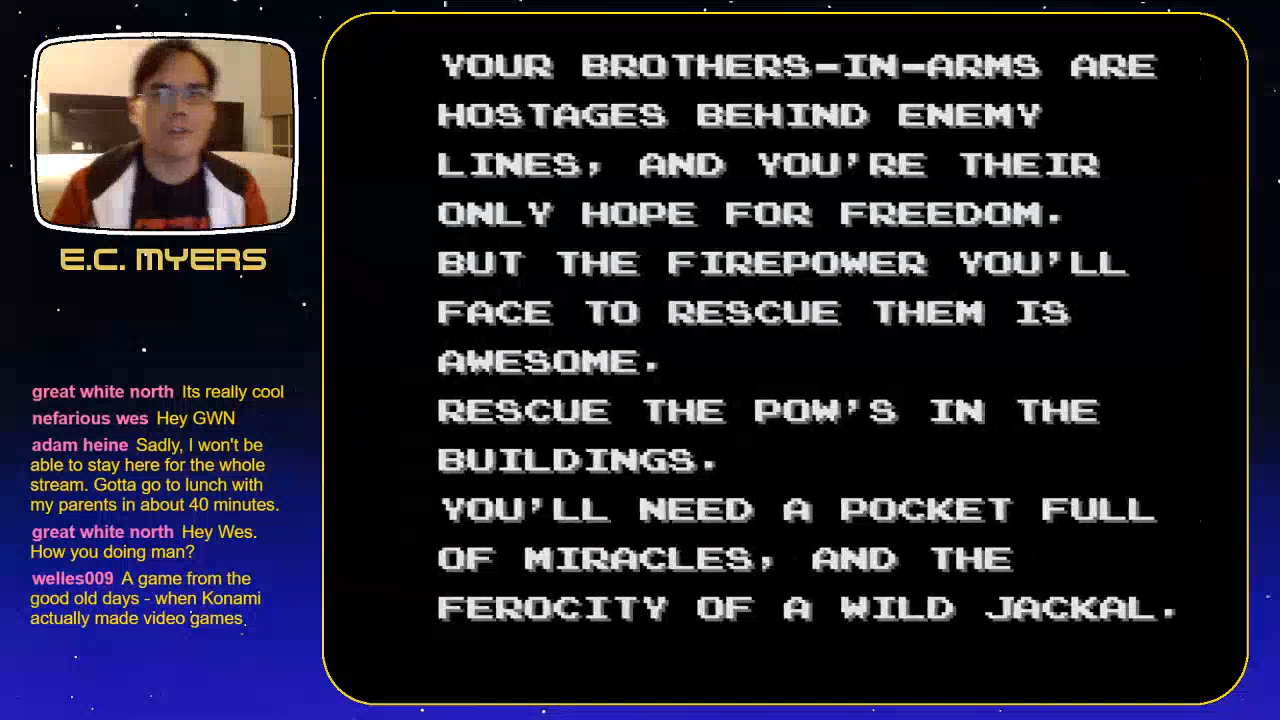 E.C. MYERS
great white north Its really cool
nefarious wes Hey GWN
adam heine Sadly, I won't be
able to stay here for the whole
stream. Gotta go to lunch with
my parents in about 40 minutes.
great white north Hey Wes.
How you doing man?
welles009 A game from the
good old days - when Konami
actually made video games.
YOUR BROTHERS-IN-ARMS ARE
HOSTAGES BEHIND ENEMY
LINES, AND YOU'RE THEIR
ONLY HOPE FOR FREEDOM.
BUT THE FIREPOWER YOU'LL
FACE TO RESCUE THEM IS
AWESOME.
RESCUE THE POW'S IN THE
BUILDINGS.
YOU'LL NEED A POCKET FULL
OF MIRACLES, AND THE
FEROCITY OF A WILD JACKAL.